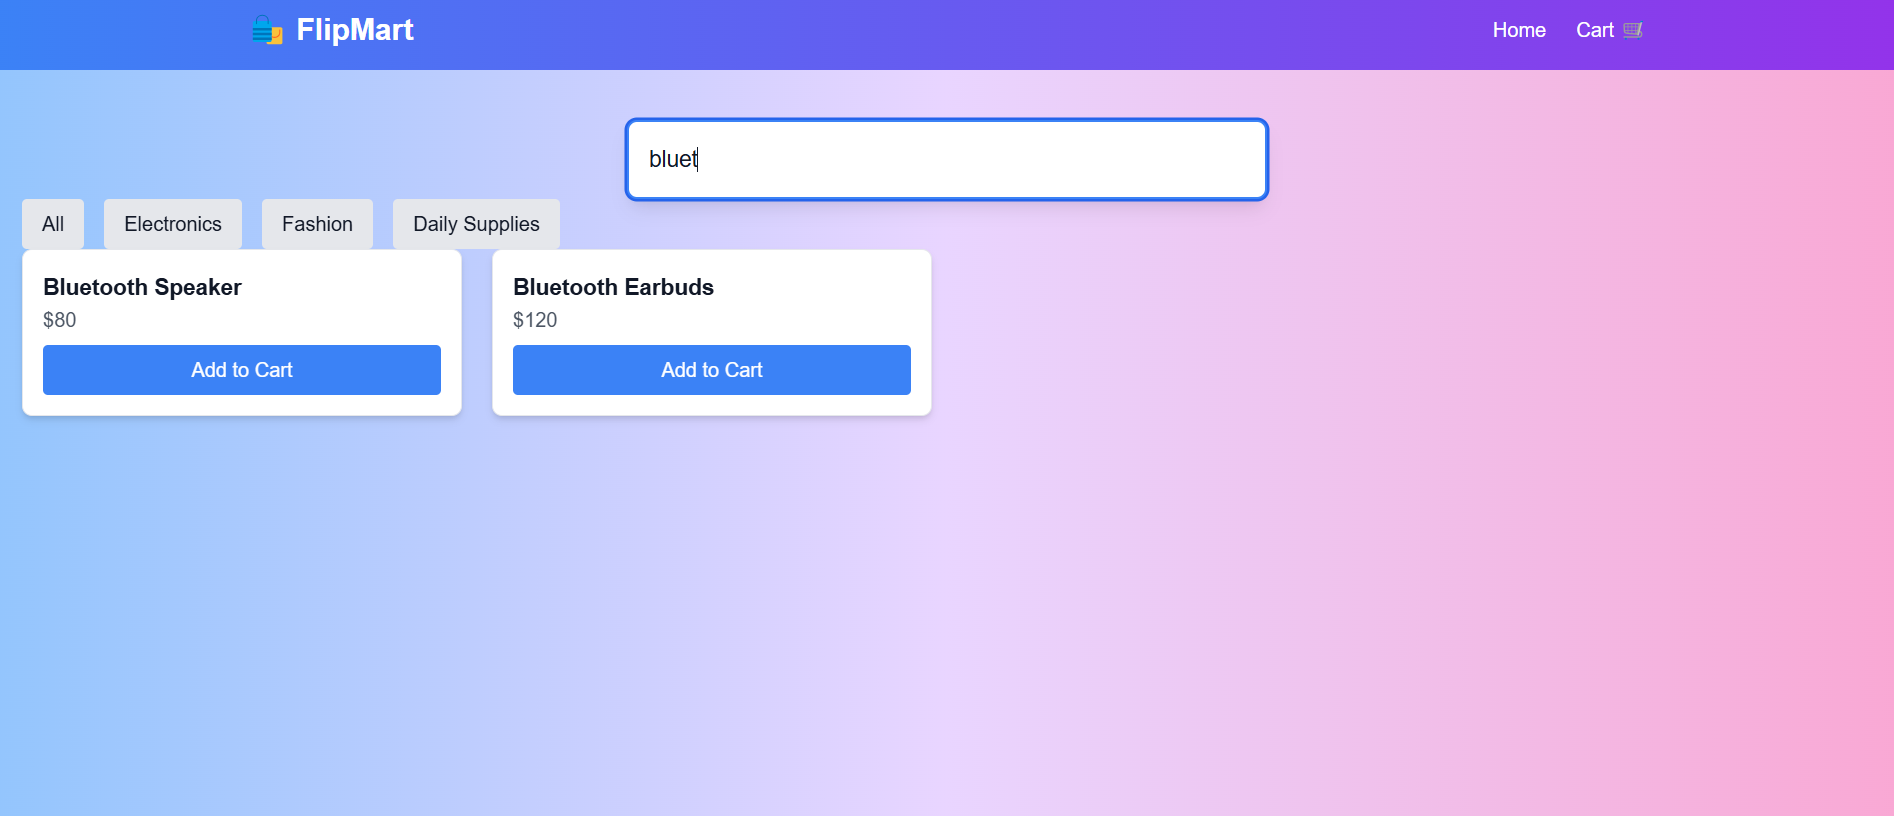 FlipMart
Home
Cart
bluet
All
Electronics
Fashion
Daily Supplies
Bluetooth Speaker
$80
Add to Cart
Bluetooth Earbuds
$120
Add to Cart